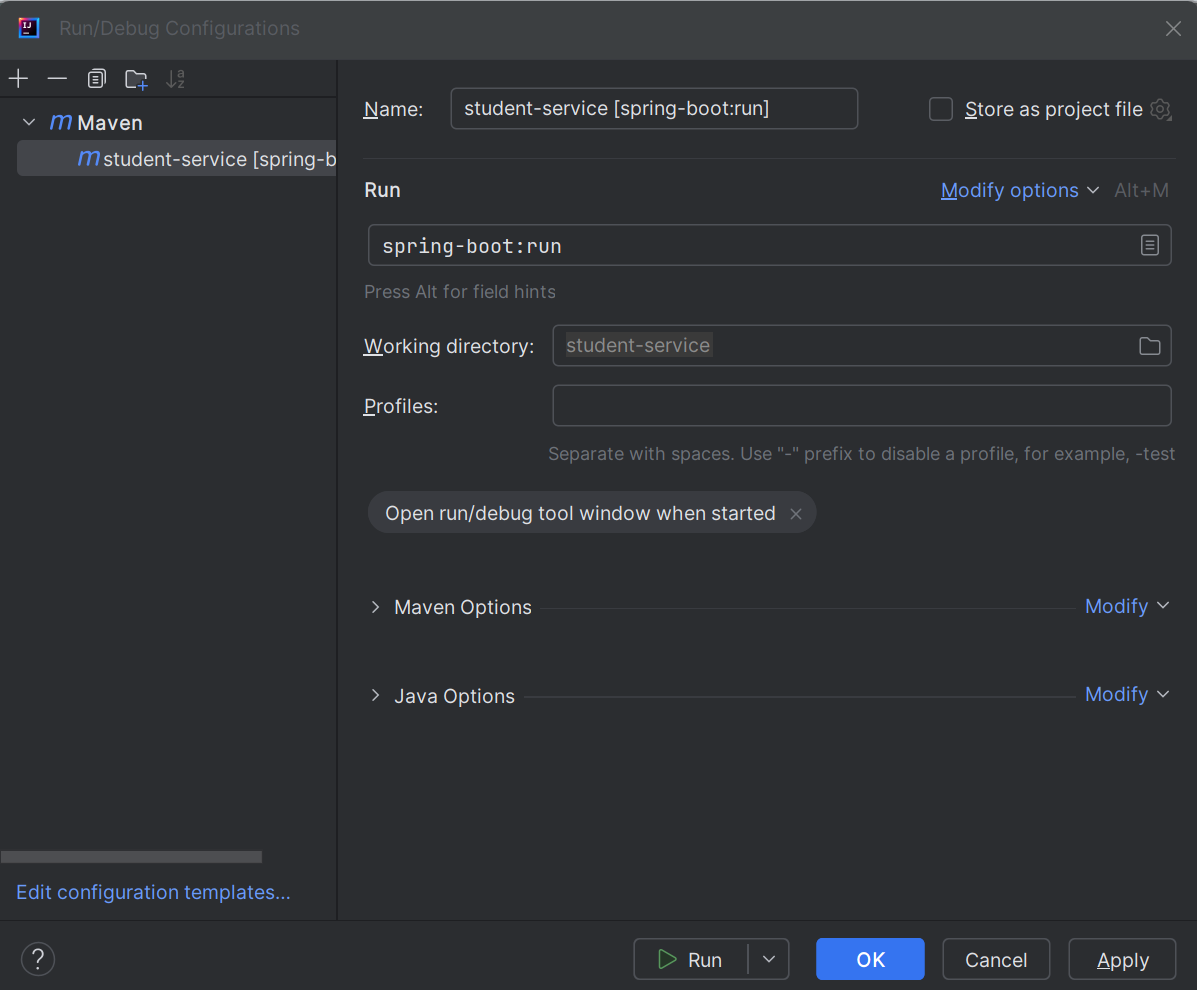 Run/Debug Configurations
Name: student-service [spring-boot:run] Store as project file
m Maven
m student-service [spring-b
Run Modify options Alt+M
spring-boot:run
Press Alt for field hints
Working directory: student-service
Profiles:
Separate with spaces. Use "-" prefix to disable a profile, for example, -test
Open run/debug tool window when started
Maven Options Modify
Java Options Modify
Edit configuration templates...
? Run OK Cancel Apply